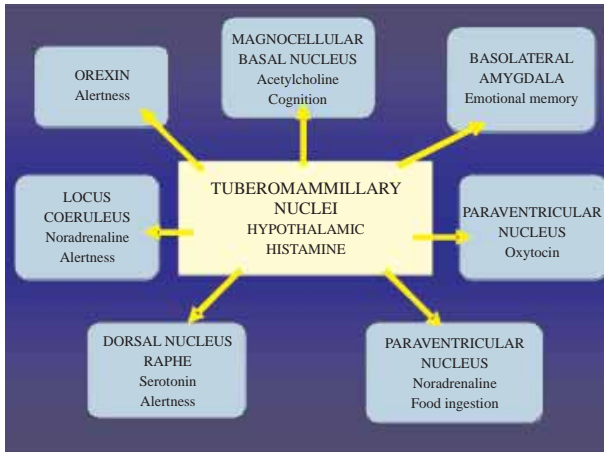 OREXIN
Alertness
MAGNOCELLULAR
BASAL NUCLEUS
Acetylcholine
Cognition
BASOLATERAL
AMYGDALA
Emotional memory
LOCUS
COERULEUS
Noradrenaline
Alertness
TUBEROMAMMILLARY
NUCLEI
HYPOTHALAMIC
HISTAMINE
PARAVENTRICULAR
NUCLEUS
Oxytocin
DORSAL NUCLEUS
RAPHE
Serotonin
Alertness
PARAVENTRICULAR
NUCLEUS
Noradrenaline
Food ingestion